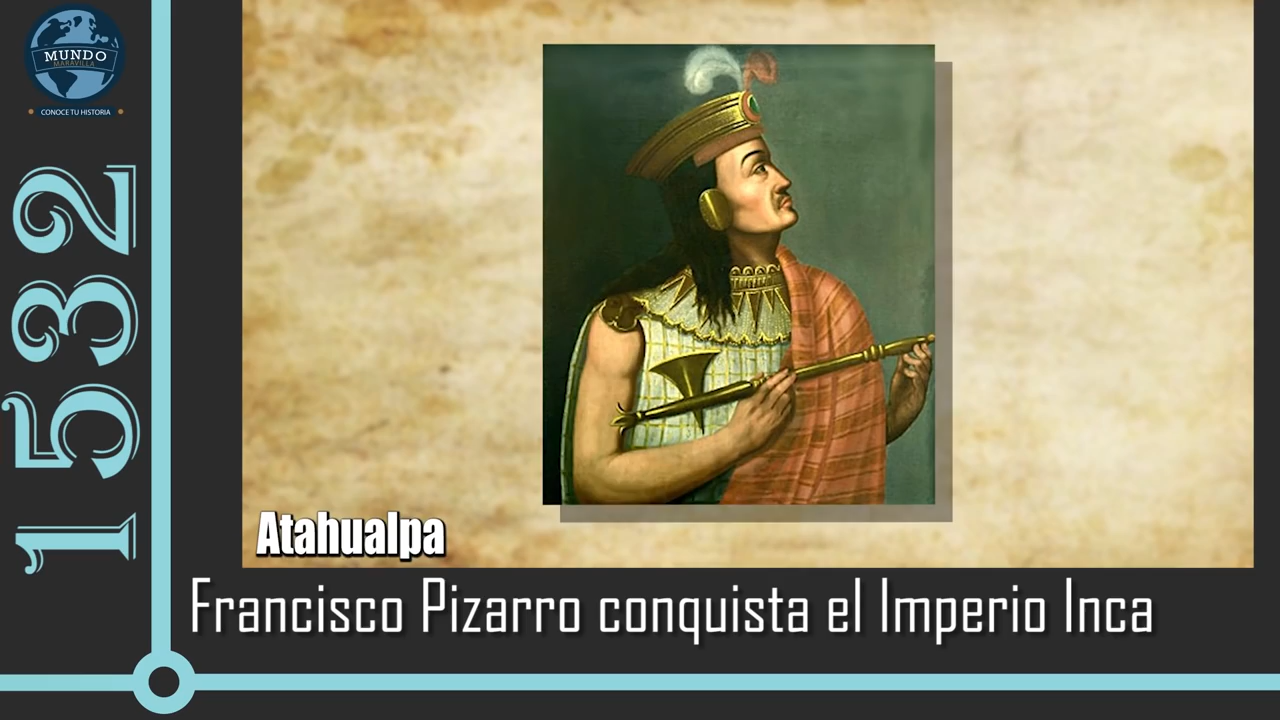 MUNDO
MARAVILLA
CONOCE TU HISTORIA
1532
Atahualpa
Francisco Pizarro conquista el Imperio Inca